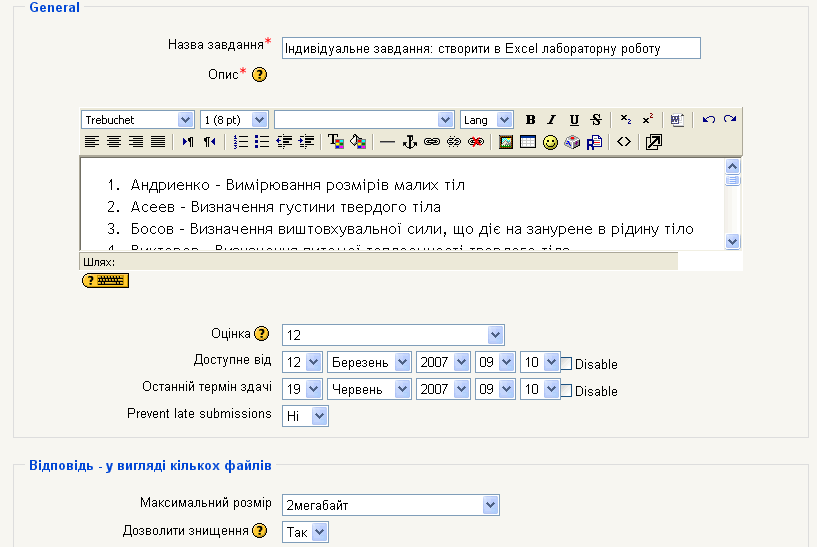 General
Назва завдання*
Індивідуальне завдання: створити в Excel лабораторну роботу
Опис* ?
Trebuchet 1 (8 pt) Lang B I U S x₂ x²
1. Андриенко - Вимірювання розмірів малих тіл
2. Асеев - Визначення густини твердого тіла
3. Босов - Визначення виштовхувальної сили, що діє на занурене в рідину тіло
Шлях:
?
Оцінка ? 12
Доступне від 12 Березень 2007 09 10 Disable
Останній термін здачі 19 Червень 2007 09 10 Disable
Prevent late submissions Ні
Відповідь - у вигляді кількох файлів
Максимальний розмір 2мегабайт
Дозволити знищення ? Так